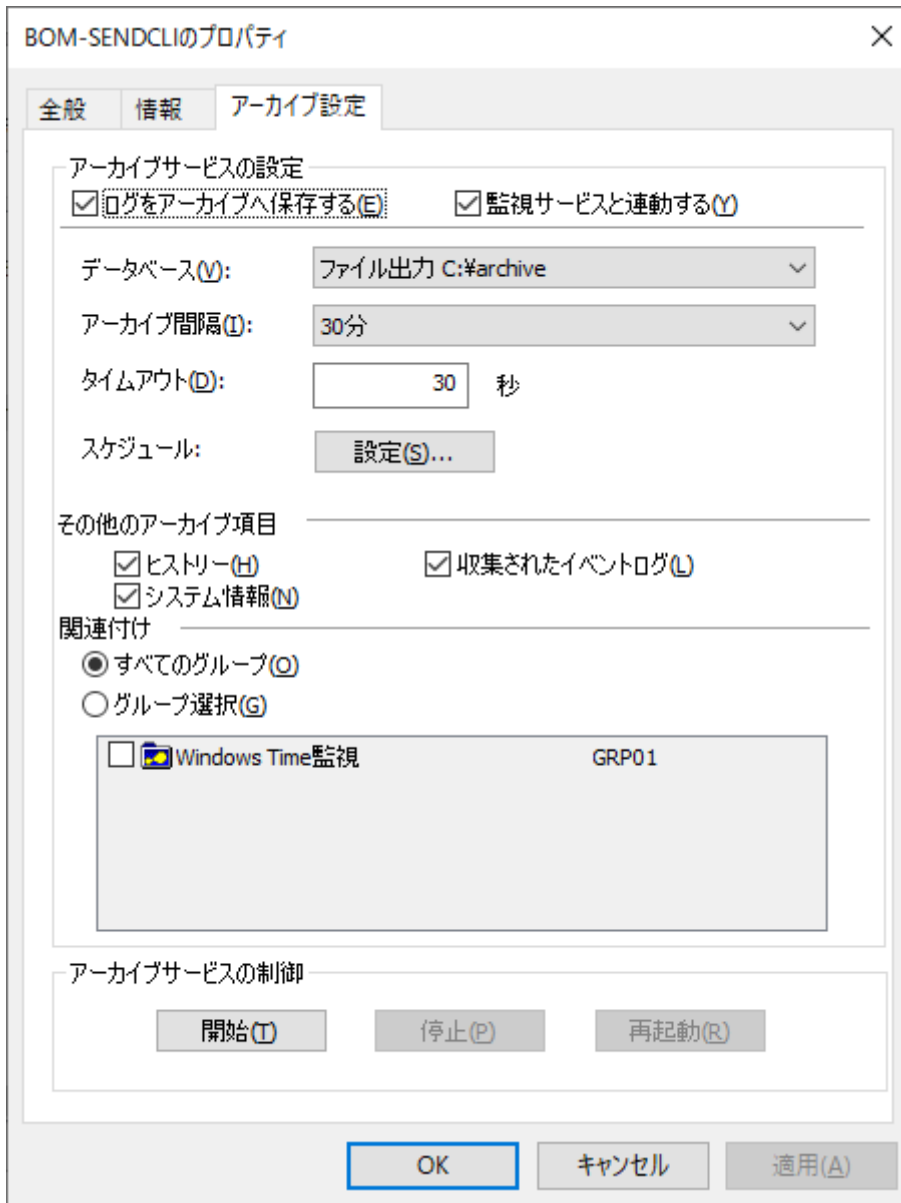 BOM-SENDCLIのプロパティ
全般 情報 アーカイブ設定
アーカイブサービスの設定
ログをアーカイブへ保存する(E) 監視サービスと連動する(Y)
データベース(V): ファイル出力 C:¥archive
アーカイブ間隔(I): 30分
タイムアウト(D): 30 秒
スケジュール: 設定(S)...
その他のアーカイブ項目
ヒストリー(H) 収集されたイベントログ(L)
システム情報(N)
関連付け
すべてのグループ(O)
グループ選択(G)
Windows Time監視 GRP01
アーカイブサービスの制御
開始(T) 停止(P) 再起動(R)
OK キャンセル 適用(A)